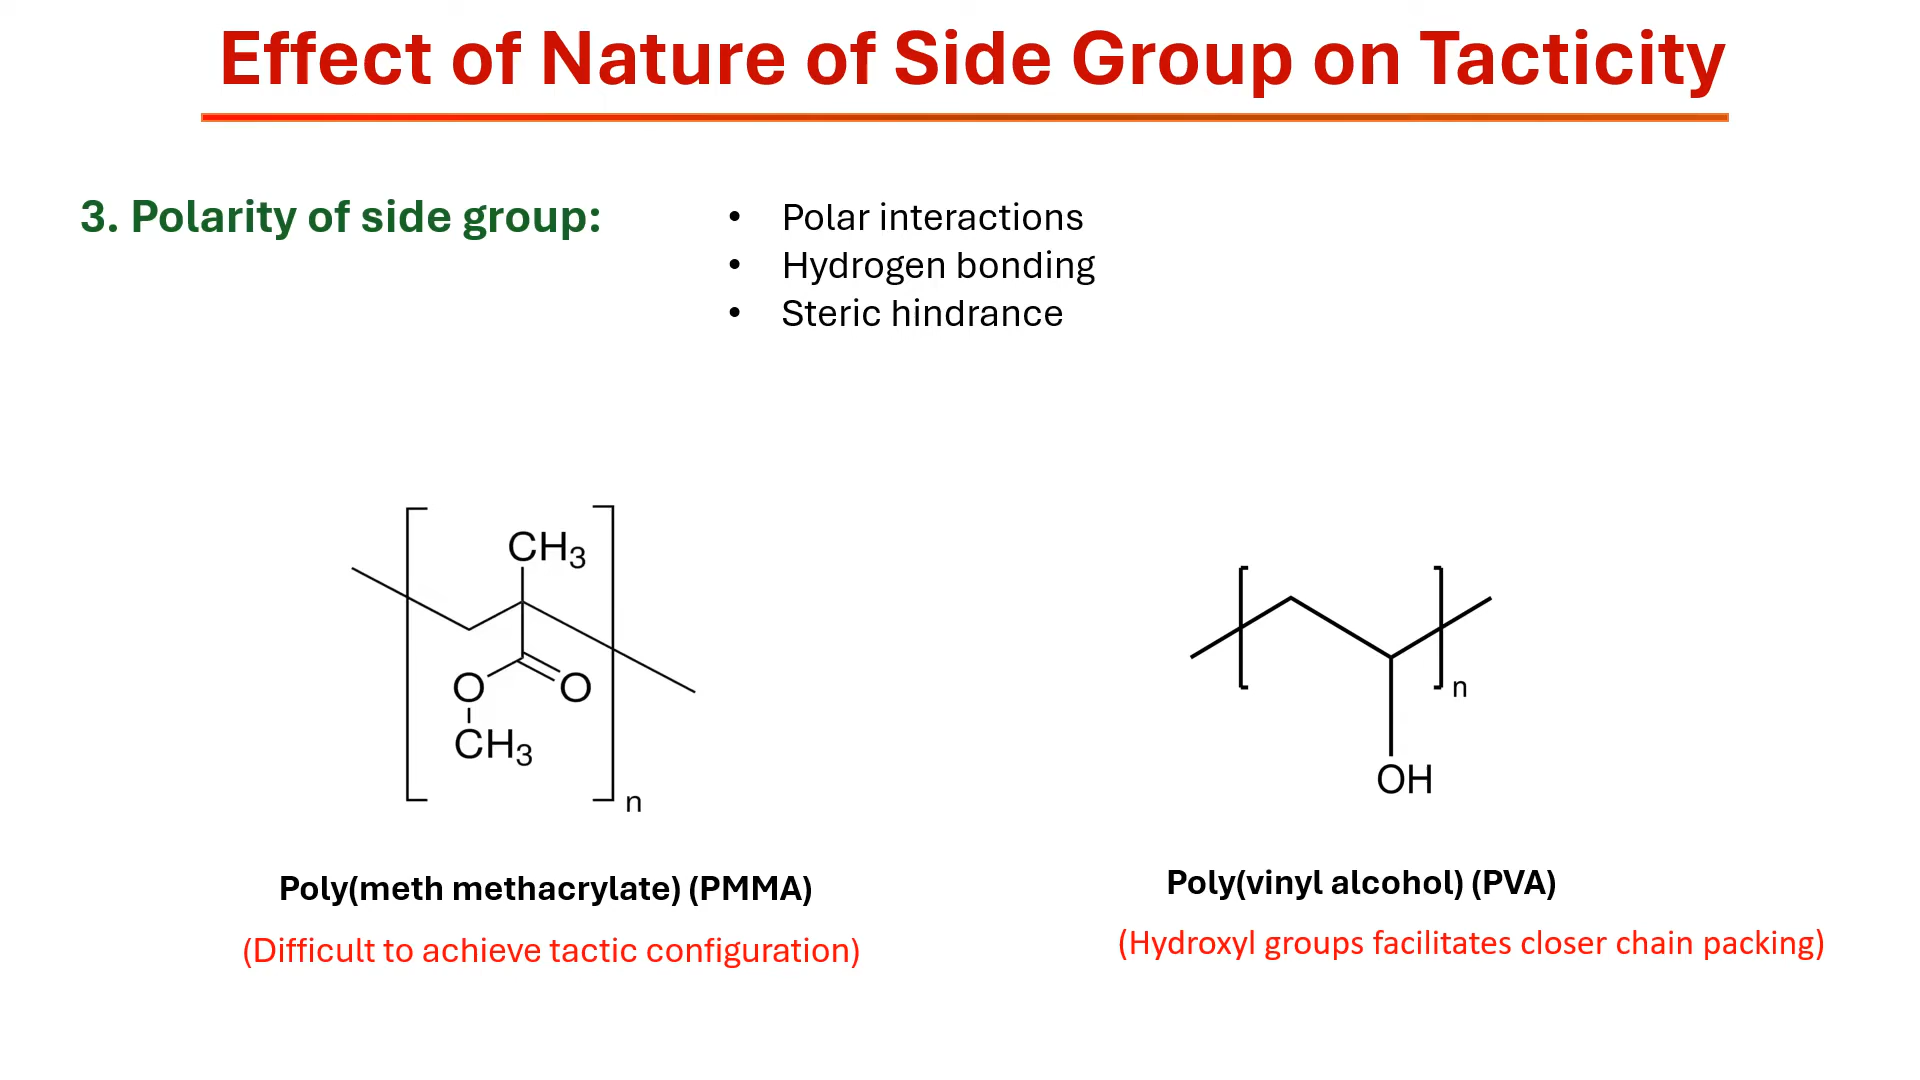 Effect of Nature of Side Group on Tacticity
3. Polarity of side group:
• Polar interactions
• Hydrogen bonding
• Steric hindrance
CH3
O
O
CH3
n
n
OH
Poly(meth methacrylate) (PMMA)
(Difficult to achieve tactic configuration)
Poly(vinyl alcohol) (PVA)
(Hydroxyl groups facilitates closer chain packing)